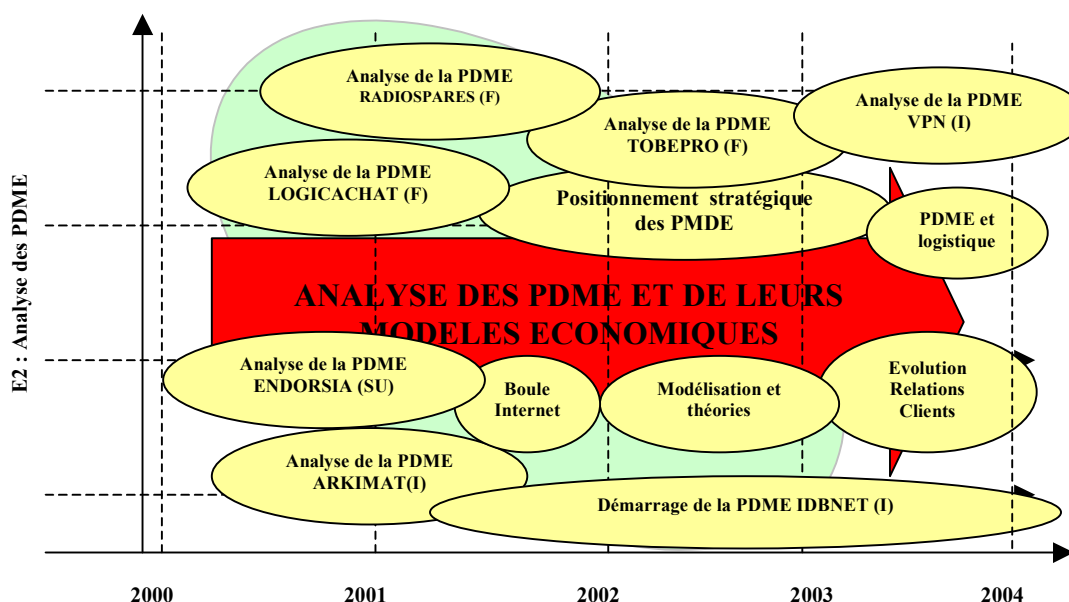 Analyse de la PDME
RADIOSPARES (F)
Analyse de la PDME
VPN (I)
Analyse de la PDME
TOBEPRO (F)
Analyse de la PDME
LOGICACHAT (F)
Positionnement stratégique
des PMDE
PDME et
logistique
E2 : Analyse des PDME
ANALYSE DES PDME ET DE LEURS
MODELES ECONOMIQUES
Analyse de la PDME
ENDORSIA (SU)
Boule
Internet
Modélisation et
théories
Evolution
Relations
Clients
Analyse de la PDME
ARKIMAT(I)
Démarrage de la PDME IDBNET (I)
2000 2001 2002 2003 2004